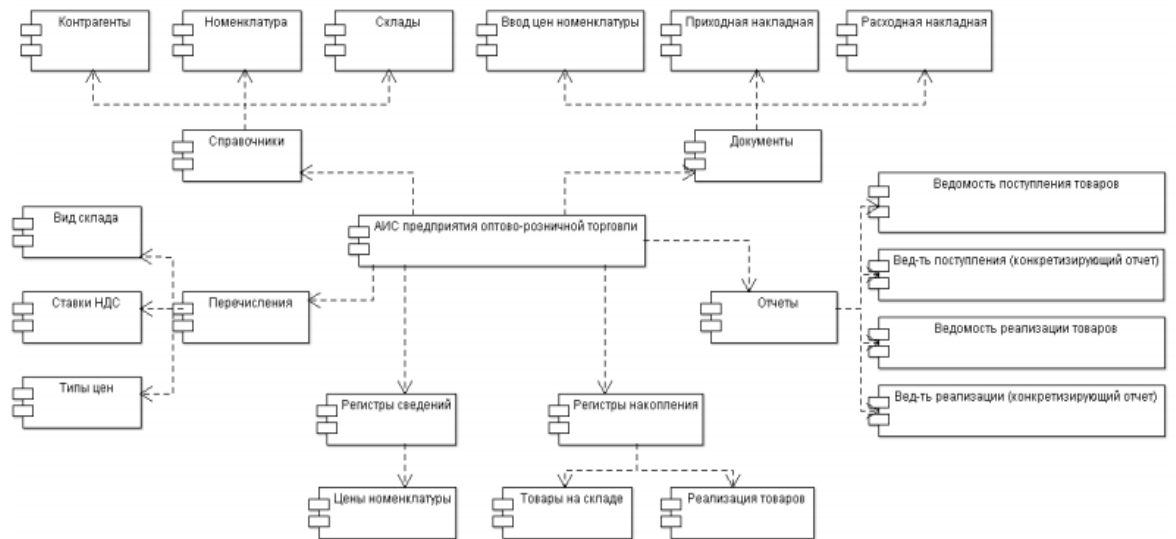 Контрагенты
Номенклатура
Склады
Ввод цен номенклатуры
Приходная накладная
Расходная накладная
Справочники
Документы
Ведомость поступления товаров
Вид склада
АИС предприятия оптово-розничной торговли
Вед-ть поступления (конкретизирующий отчет)
Ставки НДС
Перечисления
Отчеты
Ведомость реализации товаров
Типы цен
Регистры сведений
Регистры накопления
Вед-ть реализации (конкретизирующий отчет)
Цены номенклатуры
Товары на складе
Реализация товаров